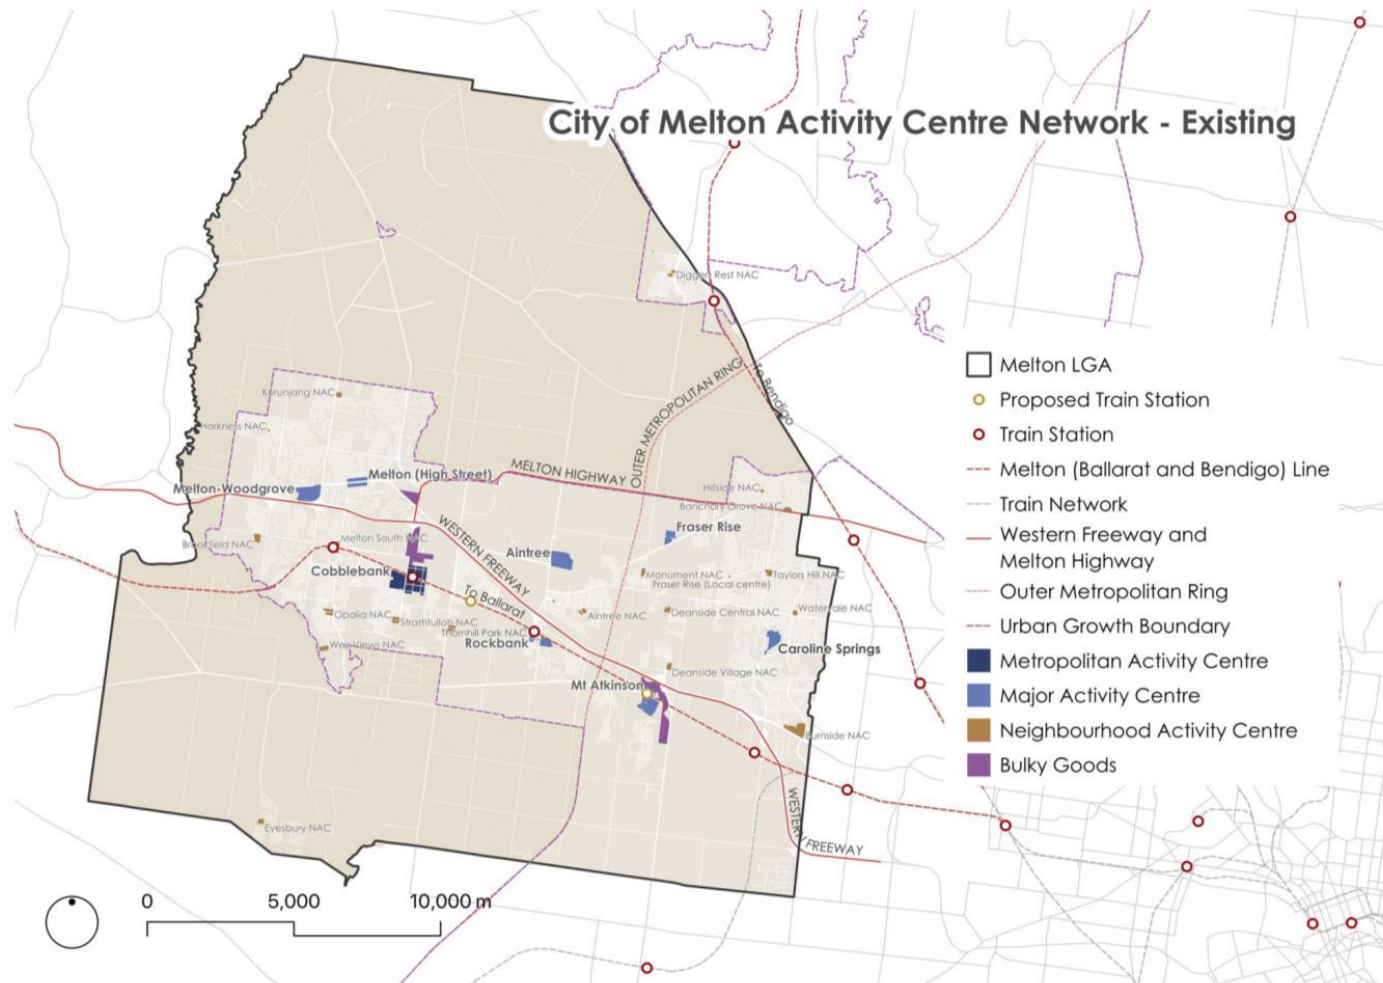 City of Melton Activity Centre Network - Existing
Diggers Rest NAC
To Bendigo
OUTER METROPOLITAN RING
Kurunjang NAC
Harkness NAC
Melton (High Street)
MELTON HIGHWAY
Melton-Woodgrove
Hillside NAC
Banchory Grove NAC
Brookfield NAC
Melton South NAC
WESTERN FREEWAY
Fraser Rise
Aintree
Cobblebank
Monument NAC
Fraser Rise (Local centre)
Taylors Hill NAC
To Ballarat
Opalia NAC
Strathtulloh NAC
Aintree NAC
Deanside Central NAC
Watervale NAC
Thornhill Park NAC
Rockbank
Weir Views NAC
Caroline Springs
Deanside Village NAC
Mt Atkinson
Burnside NAC
Eyesbury NAC
WESTERN FREEWAY
0 5,000 10,000 m
Melton LGA
Proposed Train Station
Train Station
Melton (Ballarat and Bendigo) Line
Train Network
Western Freeway and
Melton Highway
Outer Metropolitan Ring
Urban Growth Boundary
Metropolitan Activity Centre
Major Activity Centre
Neighbourhood Activity Centre
Bulky Goods